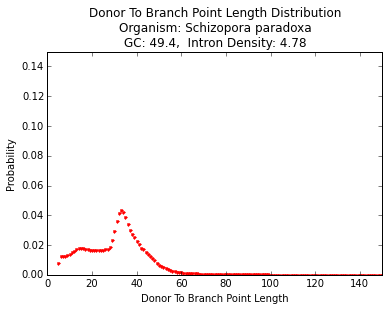 Donor To Branch Point Length Distribution
Organism: Schizopora paradoxa
GC: 49.4,  Intron Density: 4.78
0.14
0.12
0.10
0.08
0.06
0.04
0.02
0.00
Probability
0 20 40 60 80 100 120 140
Donor To Branch Point Length